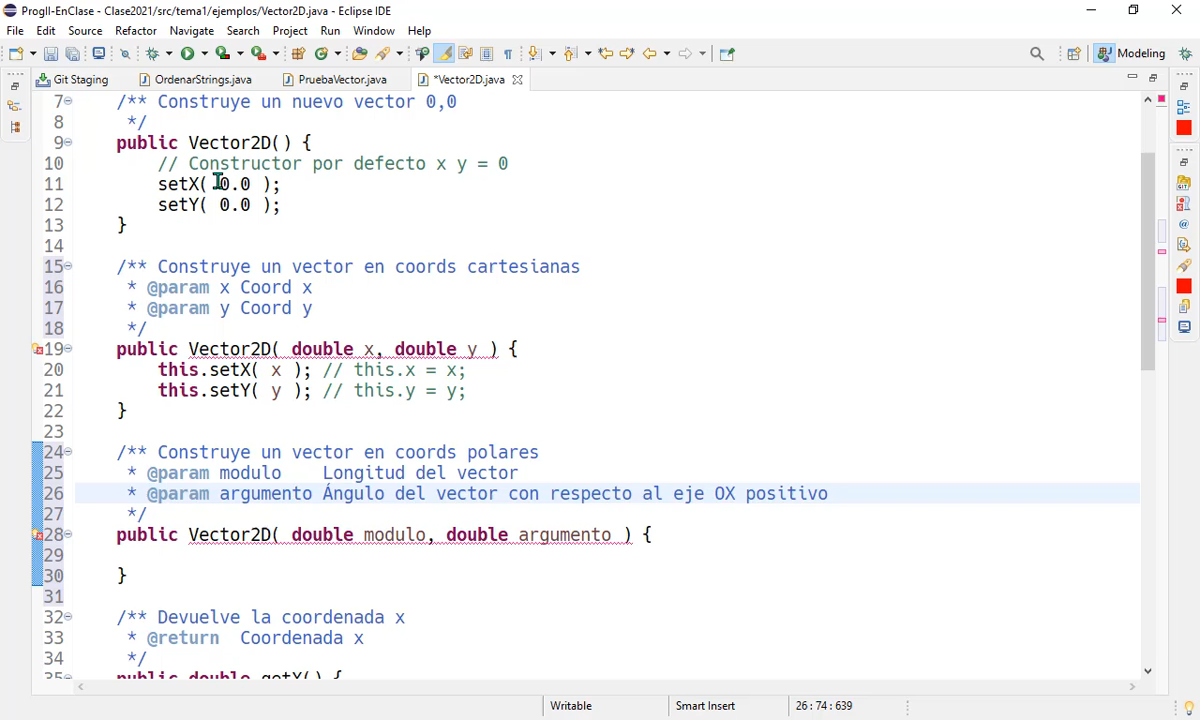 ProgII-EnClase - Clase2021/src/tema1/ejemplos/Vector2D.java - Eclipse IDE
File Edit Source Refactor Navigate Search Project Run Window Help
Modeling
Git Staging OrdenarStrings.java PruebaVector.java *Vector2D.java
7 /** Construye un nuevo vector 0,0
8 */
9 public Vector2D() {
10 // Constructor por defecto x y = 0
11 setX( 0.0 );
12 setY( 0.0 );
13 }
14
15 /** Construye un vector en coords cartesianas
16 * @param x Coord x
17 * @param y Coord y
18 */
19 public Vector2D( double x, double y ) {
20 this.setX( x ); // this.x = x;
21 this.setY( y ); // this.y = y;
22 }
23
24 /** Construye un vector en coords polares
25 * @param modulo    Longitud del vector
26 * @param argumento Ángulo del vector con respecto al eje OX positivo
27 */
28 public Vector2D( double modulo, double argumento ) {
29
30 }
31
32 /** Devuelve la coordenada x
33 * @return  Coordenada x
34 */
35 public double getX() {
Writable Smart Insert 26 : 74 : 639